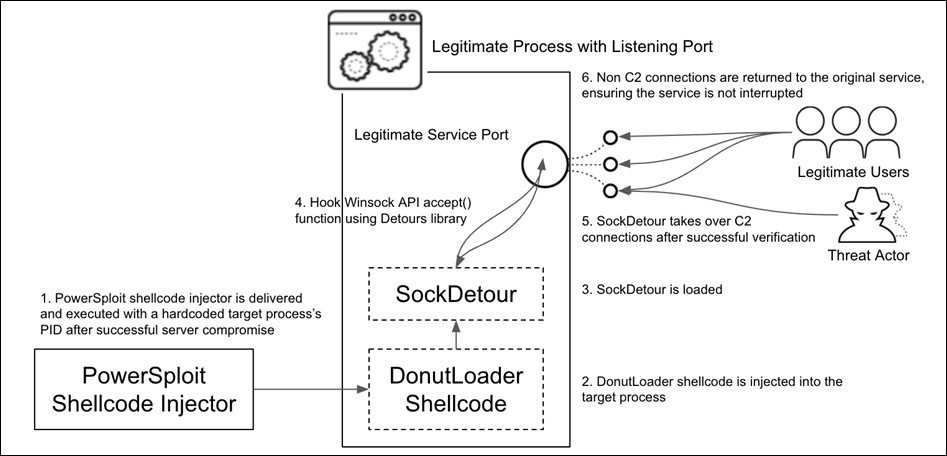 Legitimate Process with Listening Port
6. Non C2 connections are returned to the original service,
ensuring the service is not interrupted
Legitimate Service Port
Legitimate Users
4. Hook Winsock API accept()
function using Detours library
5. SockDetour takes over C2
connections after successful verification
Threat Actor
SockDetour
3. SockDetour is loaded
1. PowerSploit shellcode injector is delivered
and executed with a hardcoded target process's
PID after successful server compromise
PowerSploit
Shellcode Injector
DonutLoader
Shellcode
2. DonutLoader shellcode is injected into the
target process